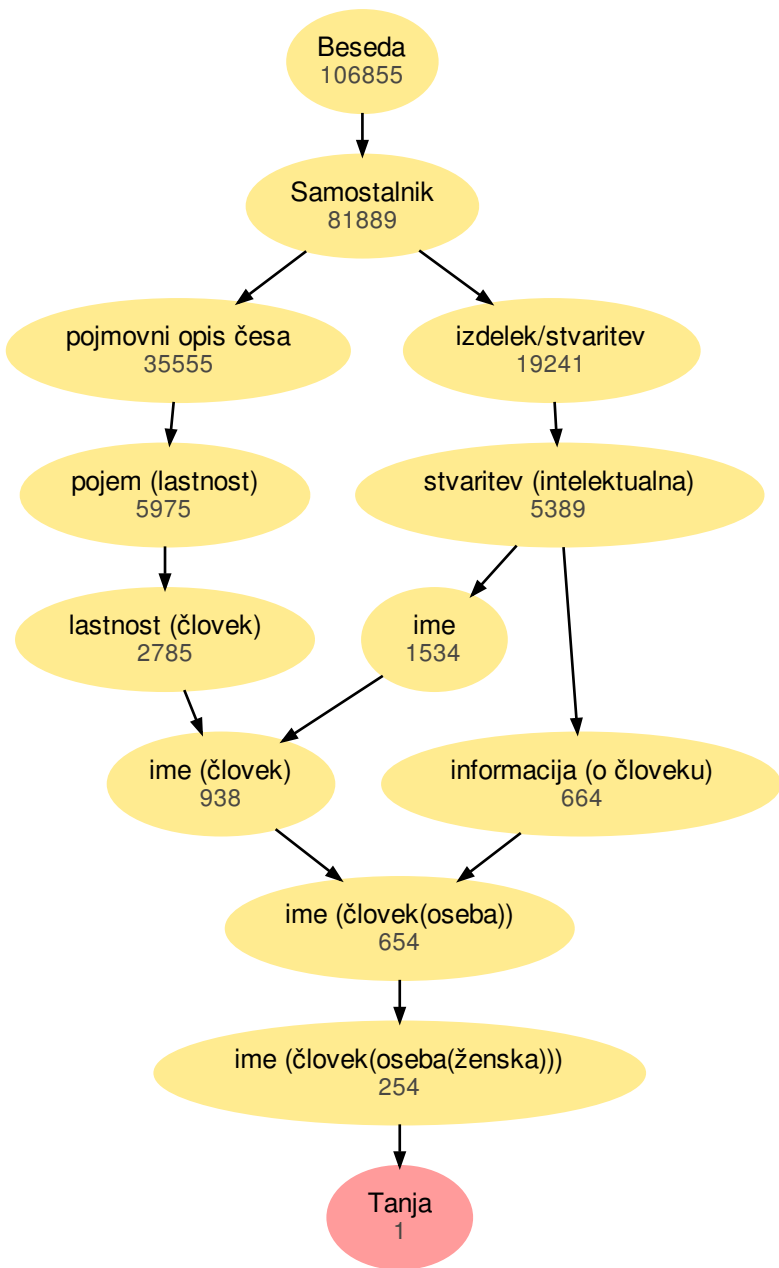 Beseda
106855
Samostalnik
81889
pojmovni opis česa
35555
izdelek/stvaritev
19241
pojem (lastnost)
5975
stvaritev (intelektualna)
5389
lastnost (človek)
2785
ime
1534
ime (človek)
938
informacija (o človeku)
664
ime (človek(oseba))
654
ime (človek(oseba(ženska)))
254
Tanja
1